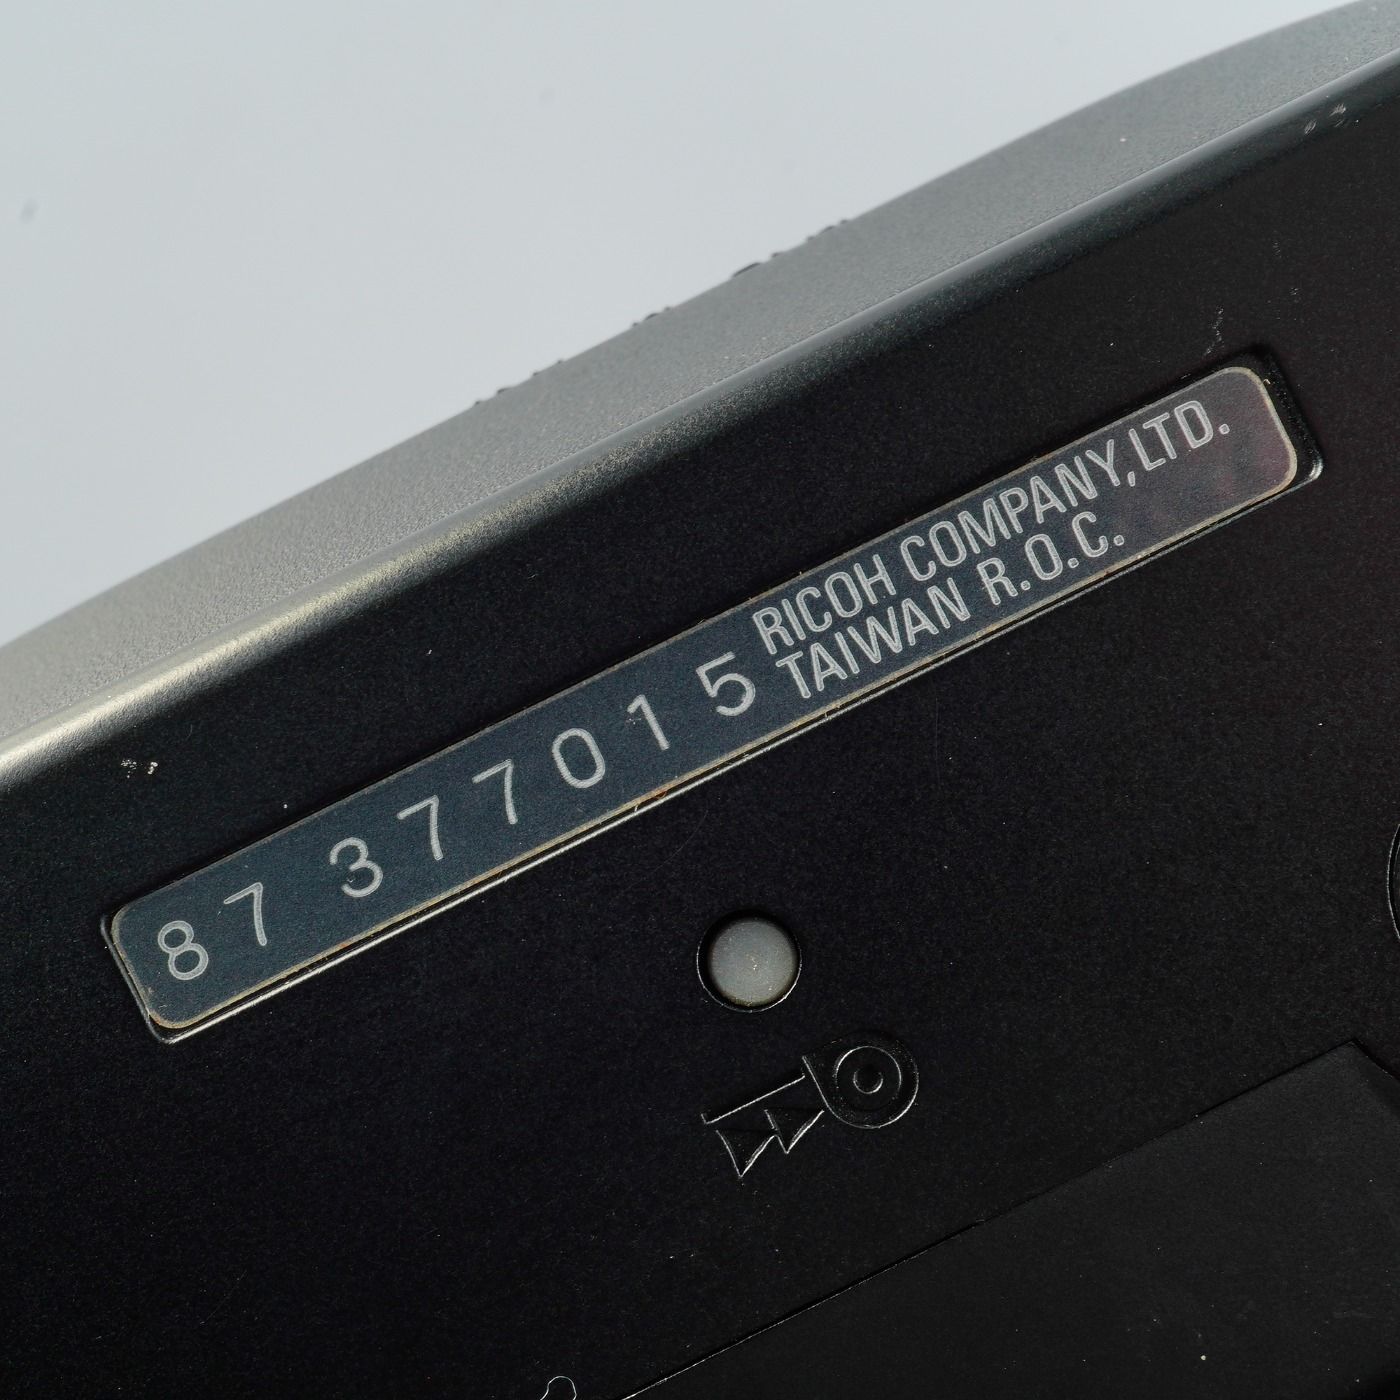 87 377015
RICOH COMPANY, LTD.
TAIWAN R.O.C.